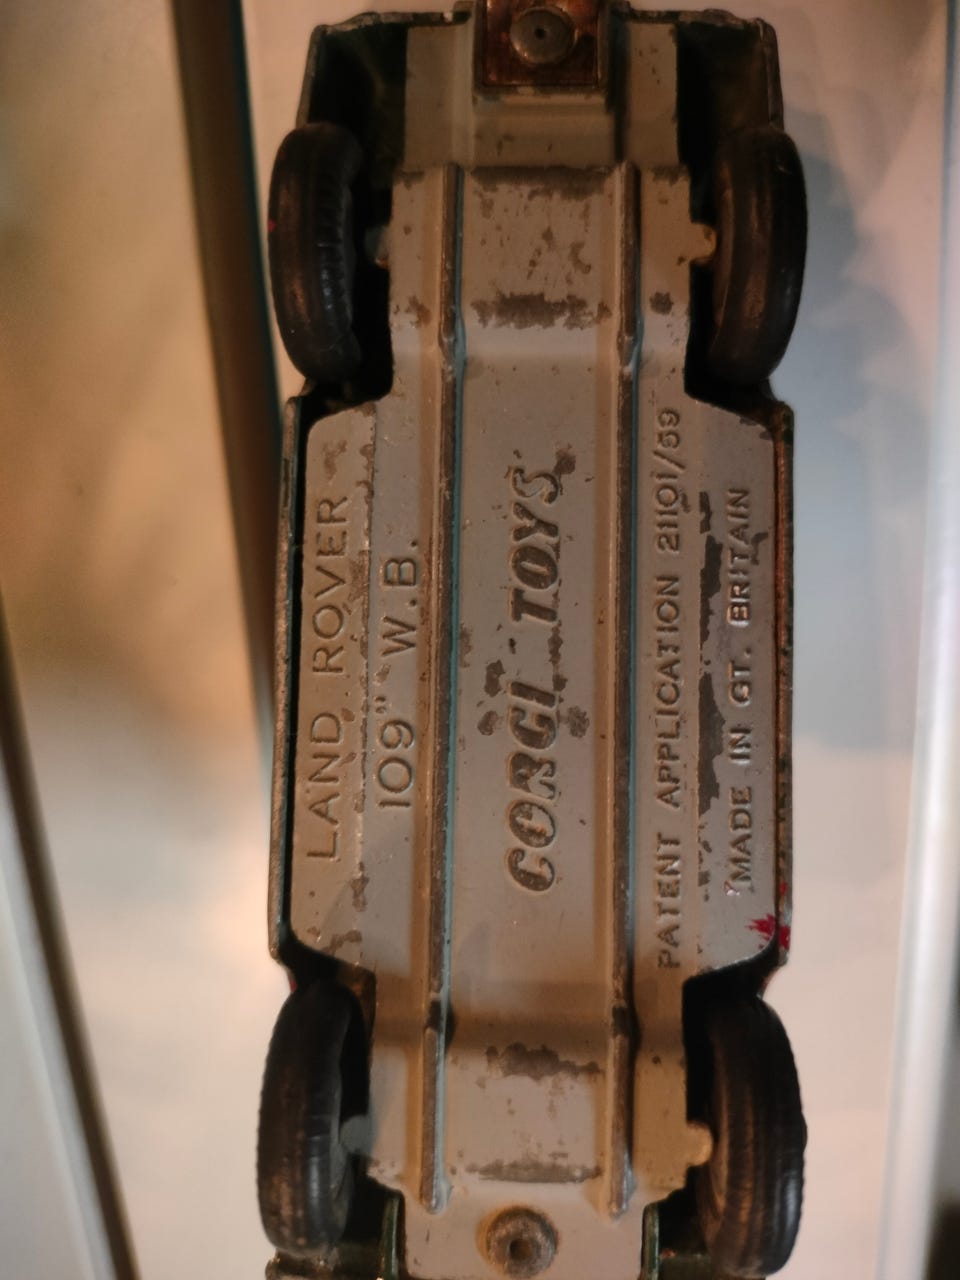 LAND ROVER
109" W.B.
CORGI TOYS
PATENT APPLICATION 21101/59
MADE IN GT. BRITAIN